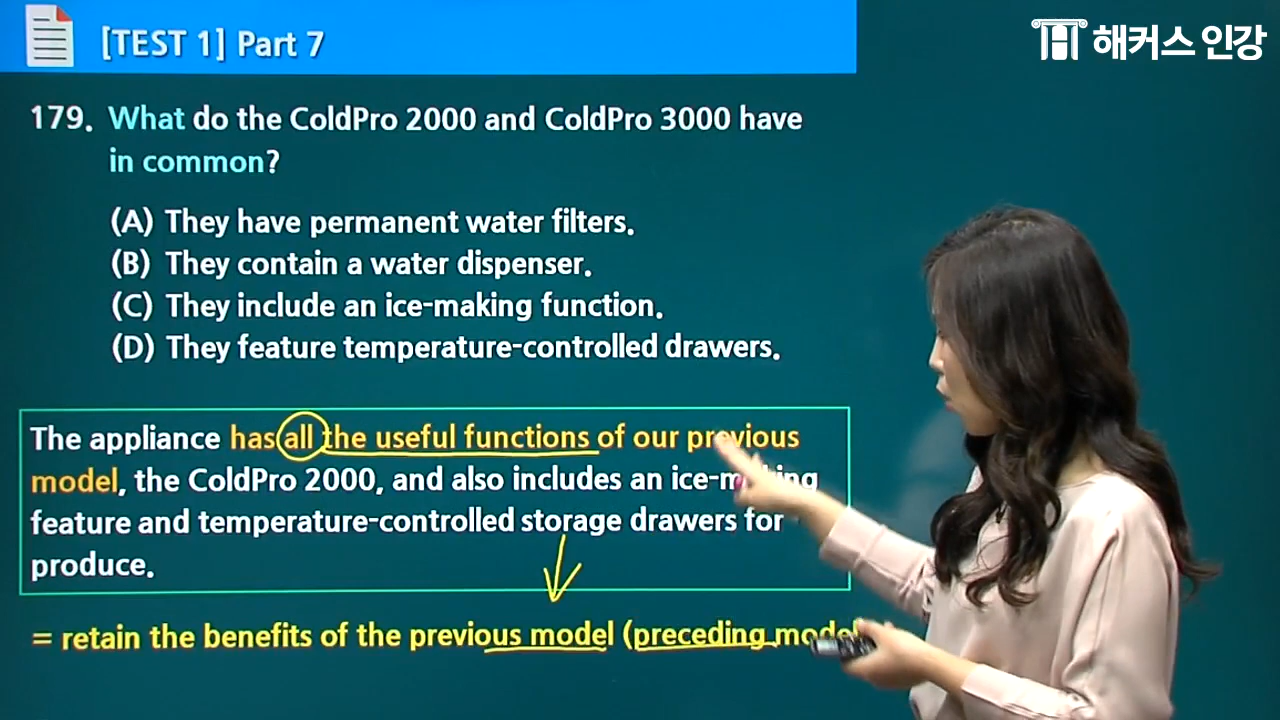 [TEST 1] Part 7
해커스 인강
179. What do the ColdPro 2000 and ColdPro 3000 have
in common?
(A) They have permanent water filters.
(B) They contain a water dispenser.
(C) They include an ice-making function.
(D) They feature temperature-controlled drawers.
The appliance has all the useful functions of our previous
model, the ColdPro 2000, and also includes an ice-making
feature and temperature-controlled storage drawers for
produce.
= retain the benefits of the previous model (preceding model